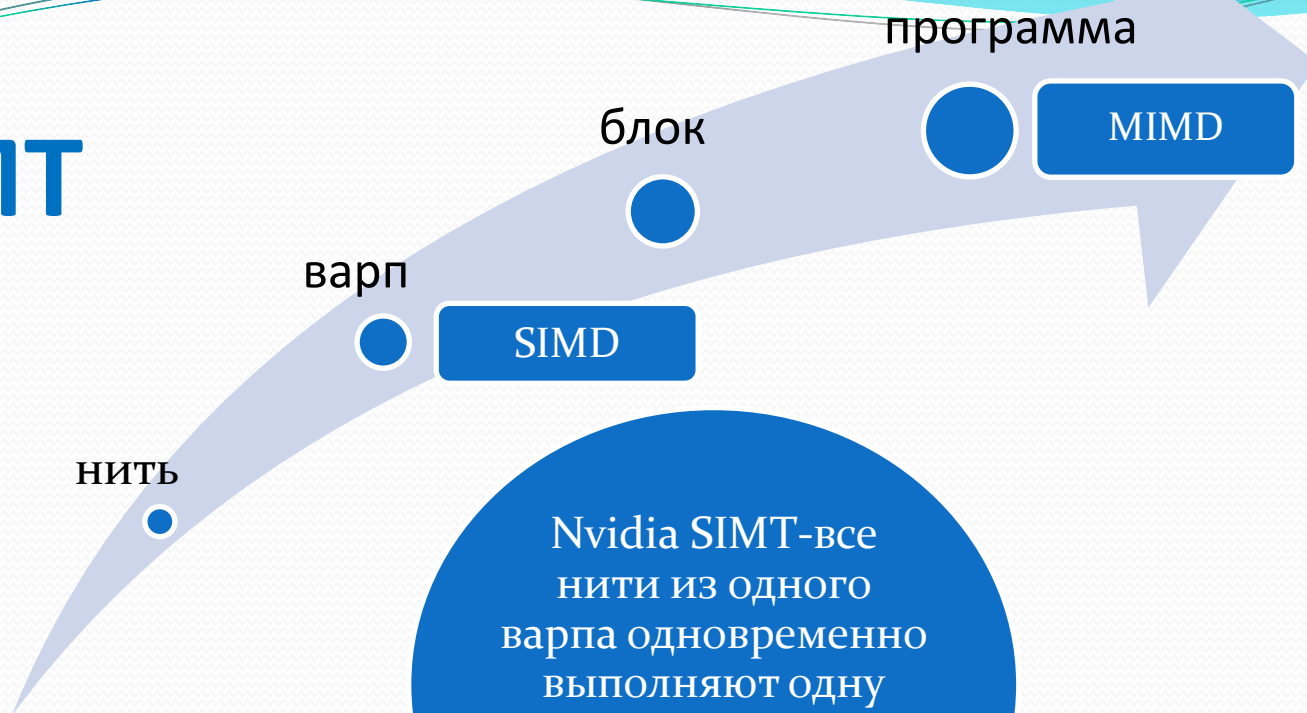 программа
MIMD
блок
варп
SIMD
нить
Nvidia SIMT-все
нити из одного
варпа одновременно
выполняют одну